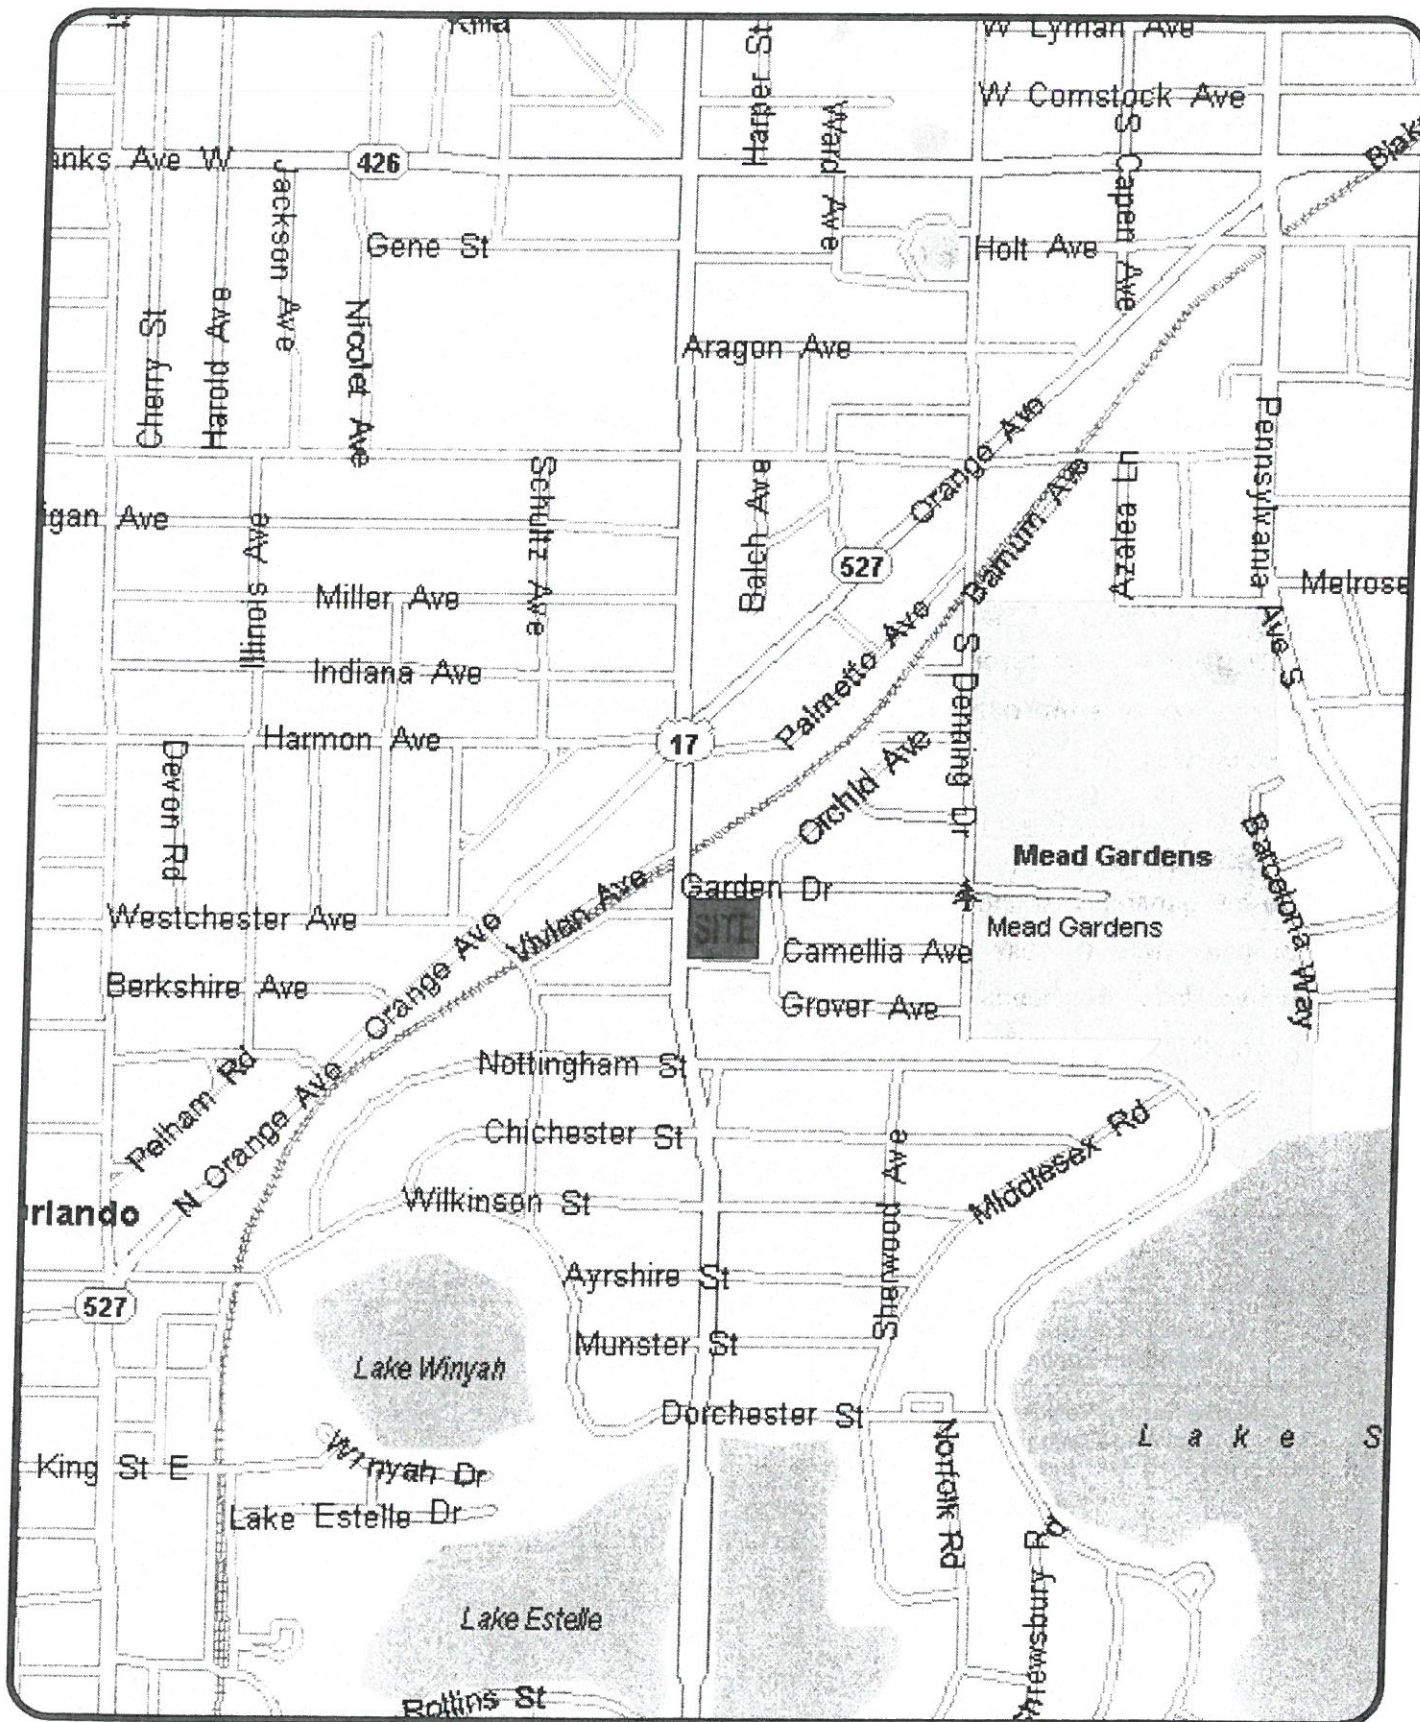 W Lyman Ave
W Comstock Ave
Harper St
Ward Ave
S Capen Ave
anks Ave W
426
Jackson Ave
Gene St
Holt Ave
Nicolet Ave
Cherry St
Harold Ave
Aragon Ave
Orange Ave
Pennsylvania Ave S
Schultz Ave
Balch Ave
Barnum Ave
Azalea Ln
igan Ave
Illinois Ave
527
Melrose
Miller Ave
Indiana Ave
Palmetto Ave
S Denning Dr
Harmon Ave
17
Devon Rd
Orchid Ave
Barcelona Way
Mead Gardens
Garden Dr
Vivian Ave
Westchester Ave
SITE
Mead Gardens
Camellia Ave
Berkshire Ave
Orange Ave
Grover Ave
Nottingham St
Pelham Rd
N Orange Ave
Chichester St
Middlesex Rd
Sherwood Ave
Wilkinson St
rlando
Ayrshire St
527
Munster St
Lake Winyah
Dorchester St
Lake S
Norfolk Rd
King St E
Winyah Dr
Lake Estelle Dr
Lake Estelle
hrewsbury Rd
Rollins St